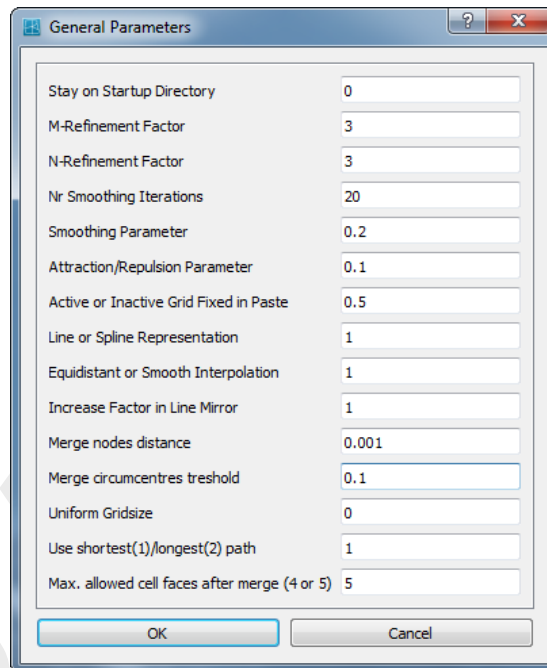 General Parameters
Stay on Startup Directory 0
M-Refinement Factor 3
N-Refinement Factor 3
Nr Smoothing Iterations 20
Smoothing Parameter 0.2
Attraction/Repulsion Parameter 0.1
Active or Inactive Grid Fixed in Paste 0.5
Line or Spline Representation 1
Equidistant or Smooth Interpolation 1
Increase Factor in Line Mirror 1
Merge nodes distance 0.001
Merge circumcentres treshold 0.1
Uniform Gridsize 0
Use shortest(1)/longest(2) path 1
Max. allowed cell faces after merge (4 or 5) 5
OK Cancel